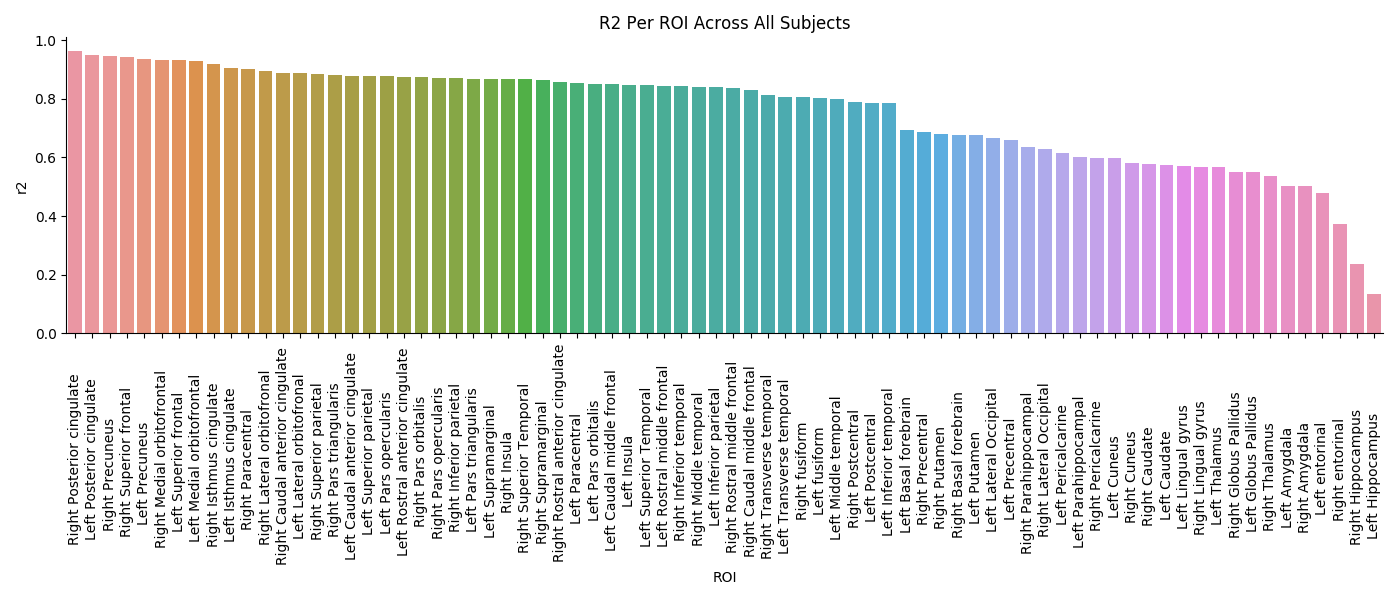 R2 Per ROI Across All Subjects
1.0
0.8
0.6
0.4
0.2
0.0
r2
Right Posterior cingulate
Left Posterior cingulate
Right Precuneus
Right Superior frontal
Left Precuneus
Right Medial orbitofrontal
Left Superior frontal
Left Medial orbitofrontal
Right Isthmus cingulate
Left Isthmus cingulate
Right Paracentral
Right Lateral orbitofronal
Right Caudal anterior cingulate
Left Lateral orbitofronal
Right Superior parietal
Right Pars triangularis
Left Caudal anterior cingulate
Left Superior parietal
Left Pars opercularis
Left Rostral anterior cingulate
Right Pars orbitalis
Right Pars opercularis
Right Inferior parietal
Left Pars triangularis
Left Supramarginal
Right Insula
Right Superior Temporal
Right Supramarginal
Right Rostral anterior cingulate
Left Paracentral
Left Pars orbitalis
Left Caudal middle frontal
Left Insula
Left Superior Temporal
Left Rostral middle frontal
Right Inferior temporal
Right Middle temporal
Left Inferior parietal
Right Rostral middle frontal
Right Caudal middle frontal
Right Transverse temporal
Left Transverse temporal
Right fusiform
Left fusiform
Left Middle temporal
Right Postcentral
Left Postcentral
Left Inferior temporal
Left Basal forebrain
Right Precentral
Right Putamen
Right Basal forebrain
Left Putamen
Left Lateral Occipital
Left Precentral
Right Parahippocampal
Right Lateral Occipital
Left Pericalcarine
Left Parahippocampal
Right Pericalcarine
Left Cuneus
Right Cuneus
Right Caudate
Left Caudate
Left Lingual gyrus
Right Lingual gyrus
Left Thalamus
Right Globus Pallidus
Left Globus Pallidus
Right Thalamus
Left Amygdala
Right Amygdala
Left entorinal
Right entorinal
Right Hippocampus
Left Hippocampus
ROI